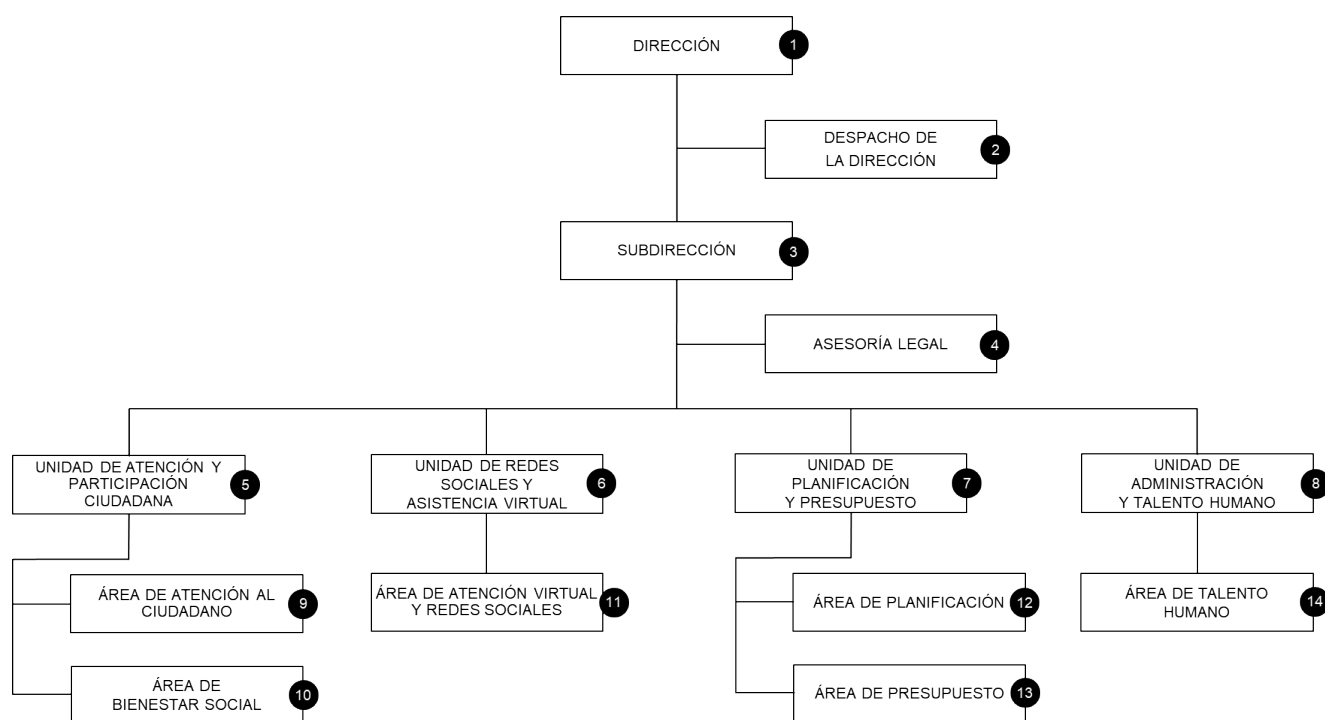 DIRECCIÓN
1
DESPACHO DE
LA DIRECCIÓN
2
SUBDIRECCIÓN
3
ASESORÍA LEGAL
4
UNIDAD DE ATENCIÓN Y
PARTICIPACIÓN
CIUDADANA
5
UNIDAD DE REDES
SOCIALES Y
ASISTENCIA VIRTUAL
6
UNIDAD DE
PLANIFICACIÓN
Y PRESUPUESTO
7
UNIDAD DE
ADMINISTRACIÓN
Y TALENTO HUMANO
8
ÁREA DE ATENCIÓN AL
CIUDADANO
9
ÁREA DE
BIENESTAR SOCIAL
10
ÁREA DE ATENCIÓN VIRTUAL
Y REDES SOCIALES
11
ÁREA DE PLANIFICACIÓN
12
ÁREA DE PRESUPUESTO
13
ÁREA DE TALENTO
HUMANO
14